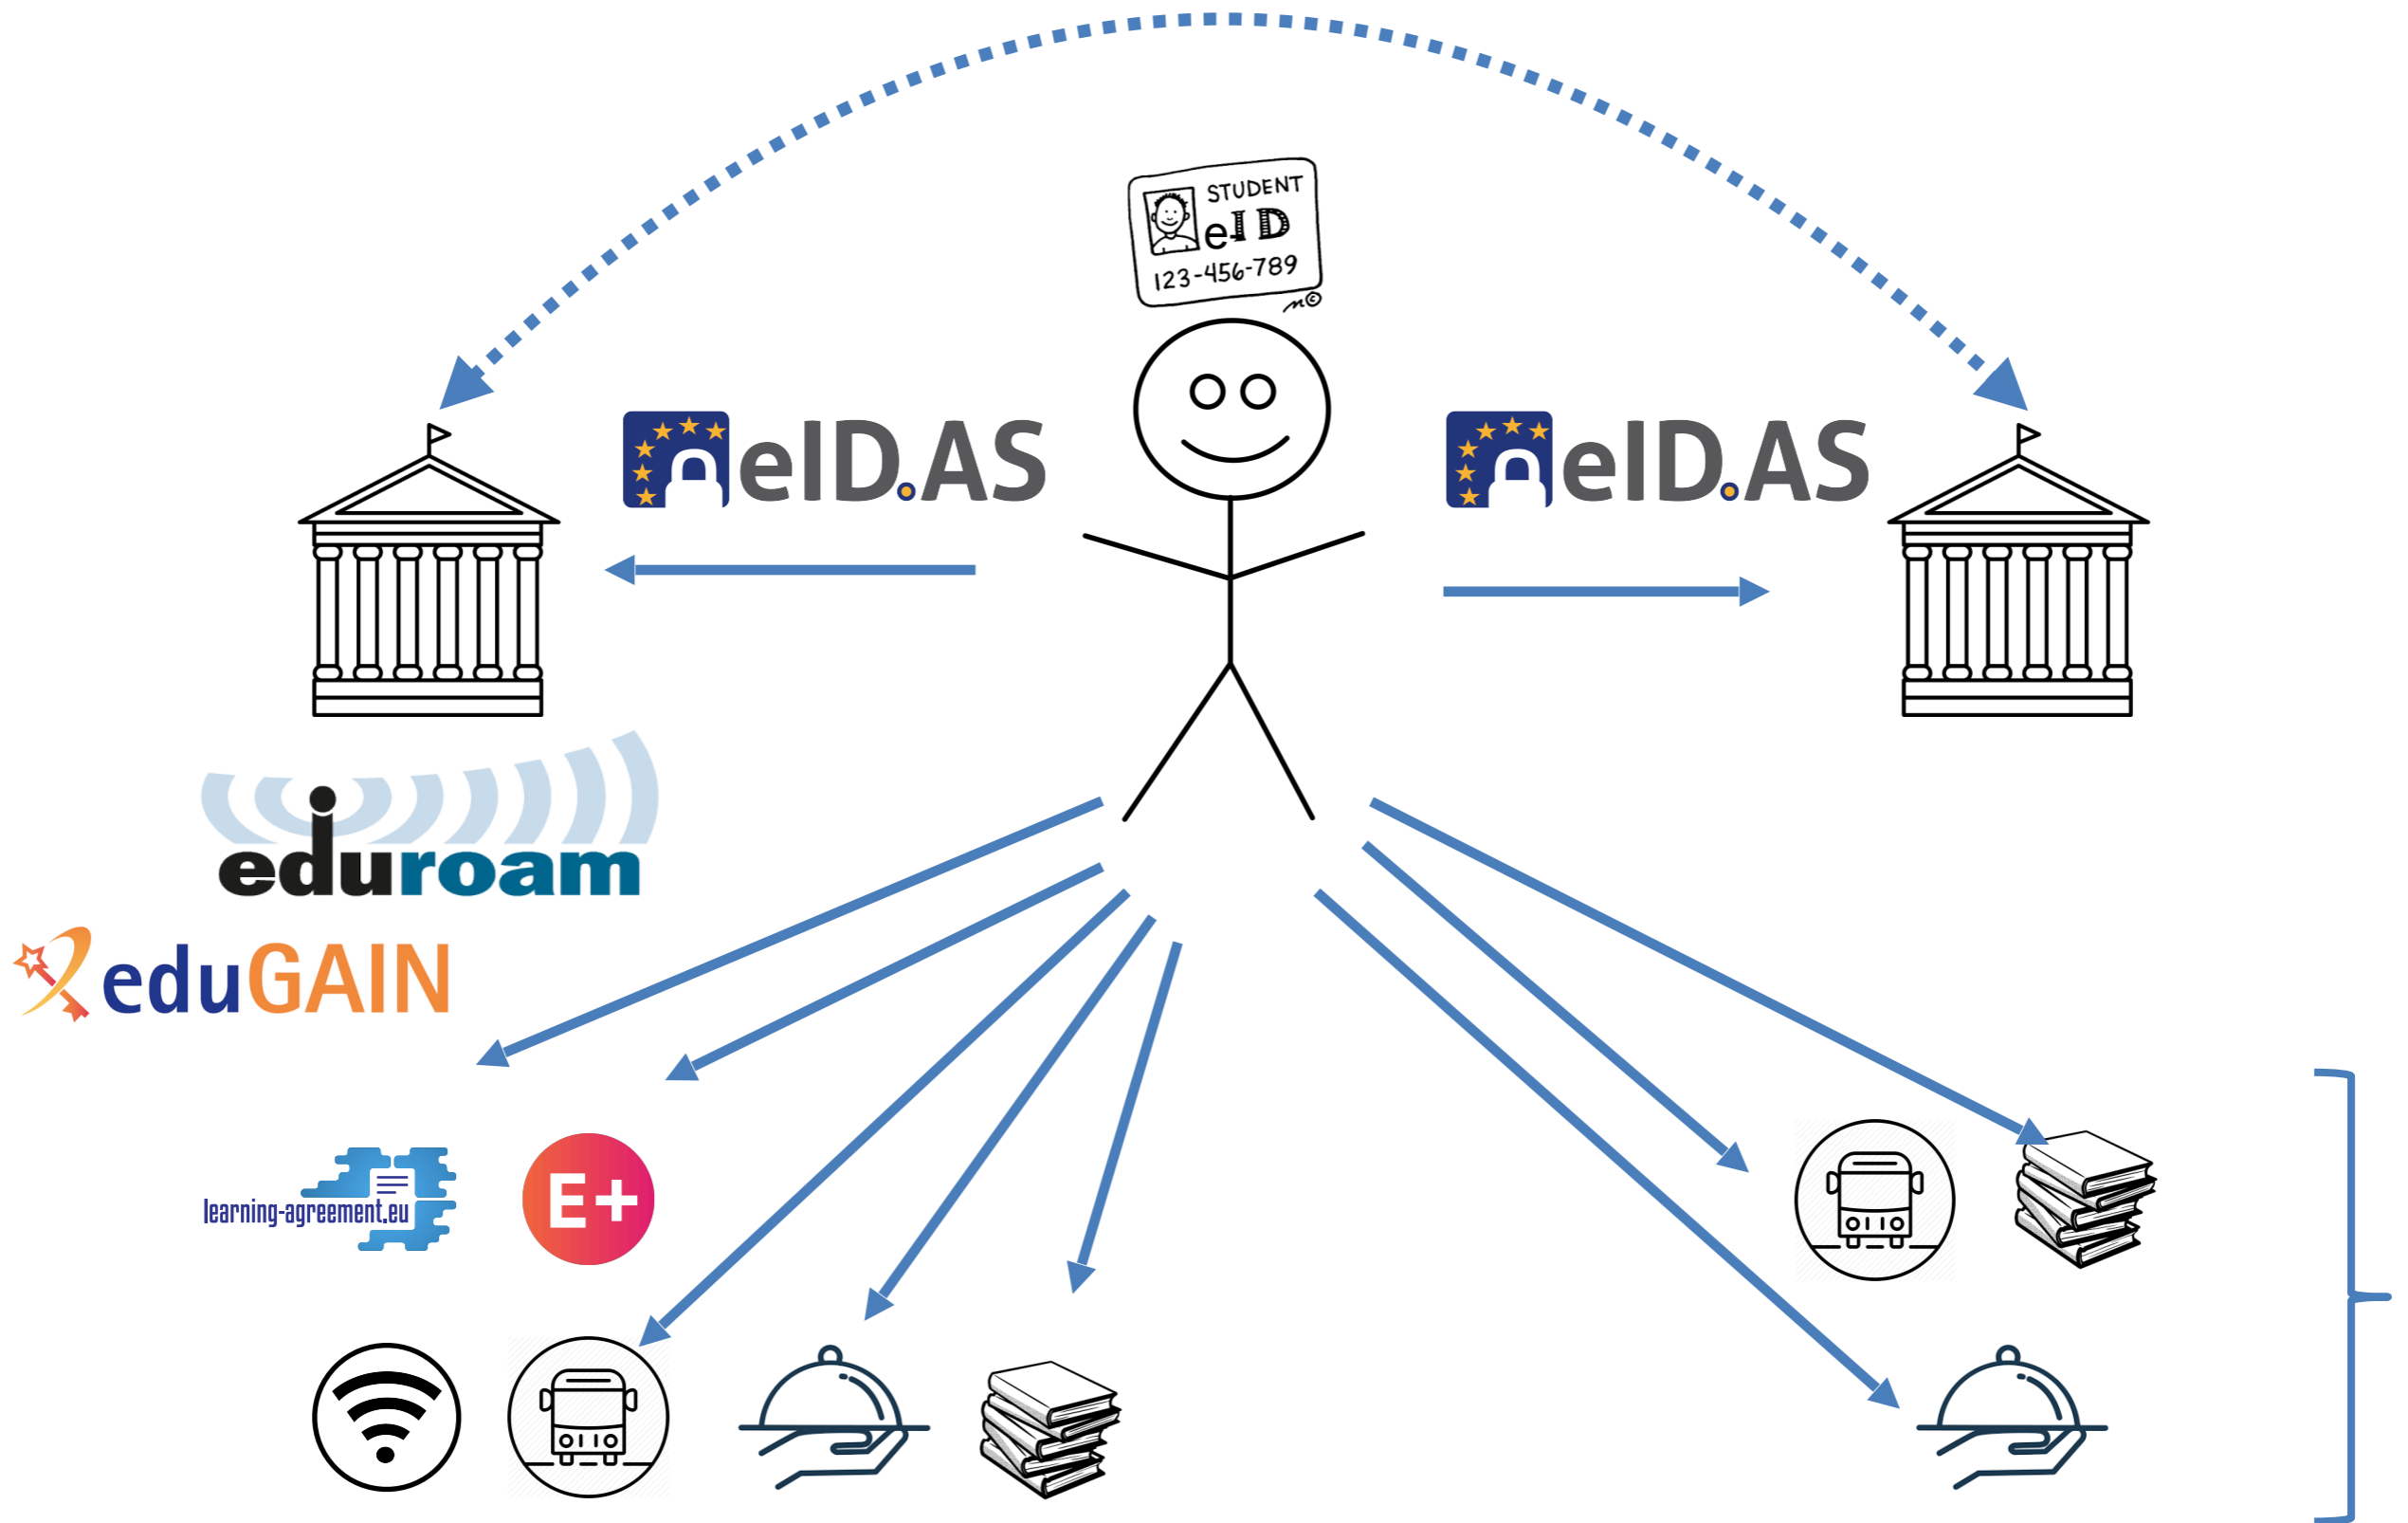 STUDENT
eID
123-456-789
eID.AS
eID.AS
eduroam
eduGAIN
learning-agreement.eu
E+